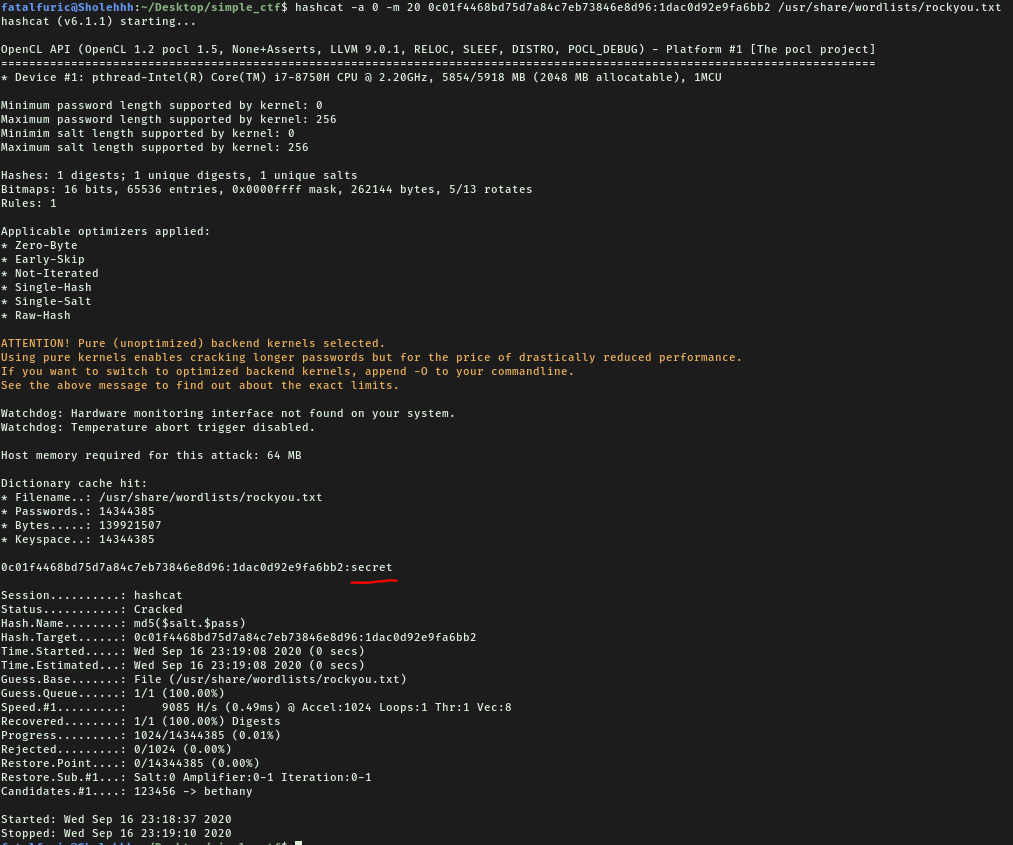 fatalfuric@Sholehhh:~/Desktop/simple_ctf$ hashcat -a 0 -m 20 0c01f4468bd75d7a84c7eb73846e8d96:1dac0d92e9fa6bb2 /usr/share/wordlists/rockyou.txt
hashcat (v6.1.1) starting...

OpenCL API (OpenCL 1.2 pocl 1.5, None+Asserts, LLVM 9.0.1, RELOC, SLEEF, DISTRO, POCL_DEBUG) - Platform #1 [The pocl project]
=============================================================================================================================
* Device #1: pthread-Intel(R) Core(TM) i7-8750H CPU @ 2.20GHz, 5854/5918 MB (2048 MB allocatable), 1MCU

Minimum password length supported by kernel: 0
Maximum password length supported by kernel: 256
Minimim salt length supported by kernel: 0
Maximum salt length supported by kernel: 256

Hashes: 1 digests; 1 unique digests, 1 unique salts
Bitmaps: 16 bits, 65536 entries, 0x0000ffff mask, 262144 bytes, 5/13 rotates
Rules: 1

Applicable optimizers applied:
* Zero-Byte
* Early-Skip
* Not-Iterated
* Single-Hash
* Single-Salt
* Raw-Hash

ATTENTION! Pure (unoptimized) backend kernels selected.
Using pure kernels enables cracking longer passwords but for the price of drastically reduced performance.
If you want to switch to optimized backend kernels, append -O to your commandline.
See the above message to find out about the exact limits.

Watchdog: Hardware monitoring interface not found on your system.
Watchdog: Temperature abort trigger disabled.

Host memory required for this attack: 64 MB

Dictionary cache hit:
* Filename..: /usr/share/wordlists/rockyou.txt
* Passwords.: 14344385
* Bytes.....: 139921507
* Keyspace..: 14344385

0c01f4468bd75d7a84c7eb73846e8d96:1dac0d92e9fa6bb2:secret

Session..........: hashcat
Status...........: Cracked
Hash.Name........: md5($salt.$pass)
Hash.Target......: 0c01f4468bd75d7a84c7eb73846e8d96:1dac0d92e9fa6bb2
Time.Started.....: Wed Sep 16 23:19:08 2020 (0 secs)
Time.Estimated...: Wed Sep 16 23:19:08 2020 (0 secs)
Guess.Base.......: File (/usr/share/wordlists/rockyou.txt)
Guess.Queue......: 1/1 (100.00%)
Speed.#1.........:     9085 H/s (0.49ms) @ Accel:1024 Loops:1 Thr:1 Vec:8
Recovered........: 1/1 (100.00%) Digests
Progress.........: 1024/14344385 (0.01%)
Rejected.........: 0/1024 (0.00%)
Restore.Point....: 0/14344385 (0.00%)
Restore.Sub.#1...: Salt:0 Amplifier:0-1 Iteration:0-1
Candidates.#1....: 123456 -> bethany

Started: Wed Sep 16 23:18:37 2020
Stopped: Wed Sep 16 23:19:10 2020